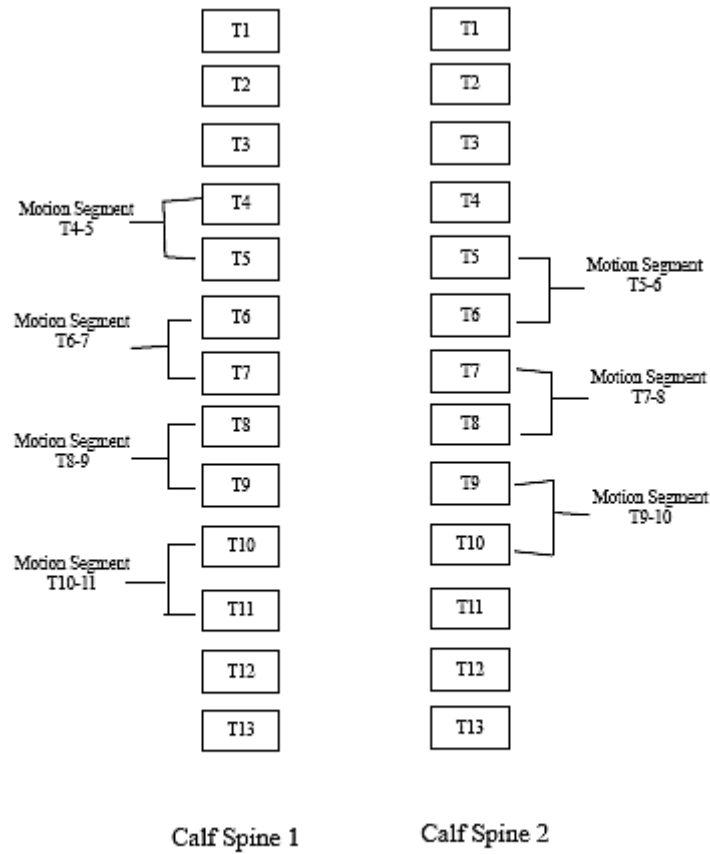 T1
T2
T3
T4
T5
T6
T7
T8
T9
T10
T11
T12
T13
Motion Segment
T4-5
Motion Segment
T6-7
Motion Segment
T8-9
Motion Segment
T10-11
Calf Spine 1
T1
T2
T3
T4
T5
T6
T7
T8
T9
T10
T11
T12
T13
Motion Segment
T5-6
Motion Segment
T7-8
Motion Segment
T9-10
Calf Spine 2